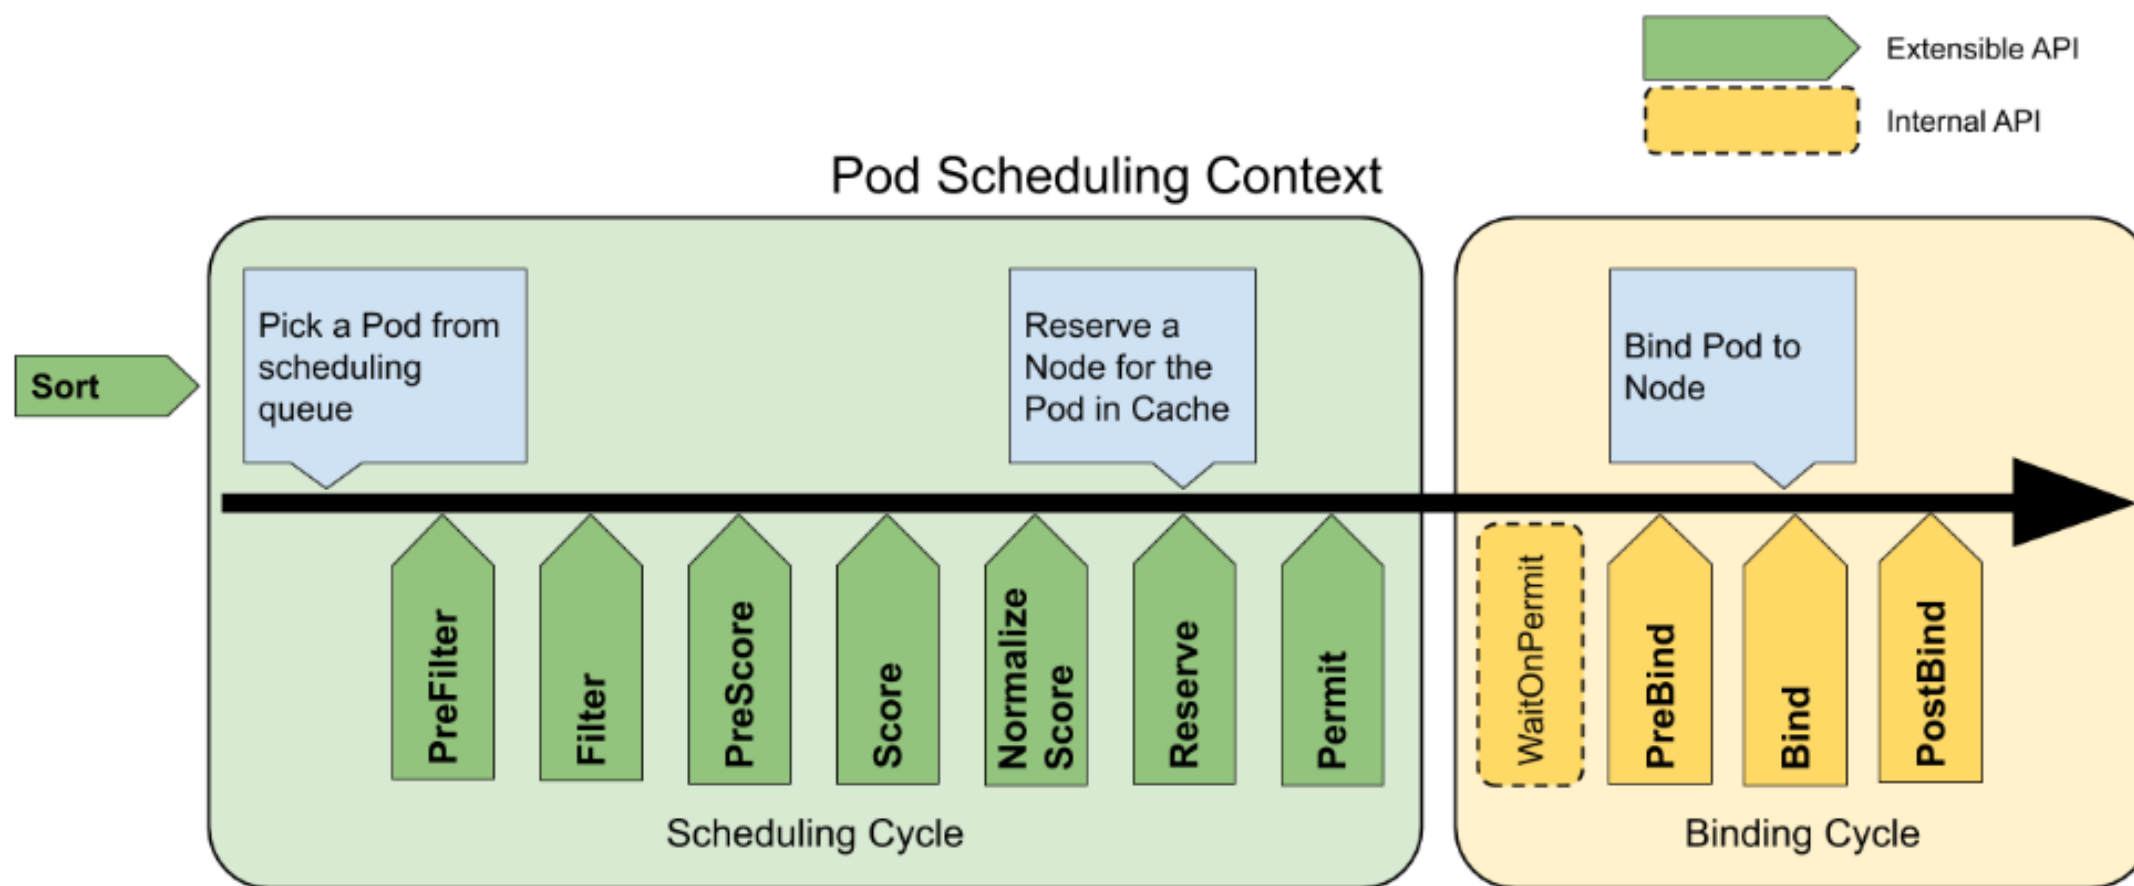 Extensible API
Internal API
Pod Scheduling Context
Sort
Pick a Pod from
scheduling
queue
Reserve a
Node for the
Pod in Cache
Bind Pod to
Node
PreFilter
Filter
PreScore
Score
Normalize
Score
Reserve
Permit
WaitOnPermit
PreBind
Bind
PostBind
Scheduling Cycle
Binding Cycle